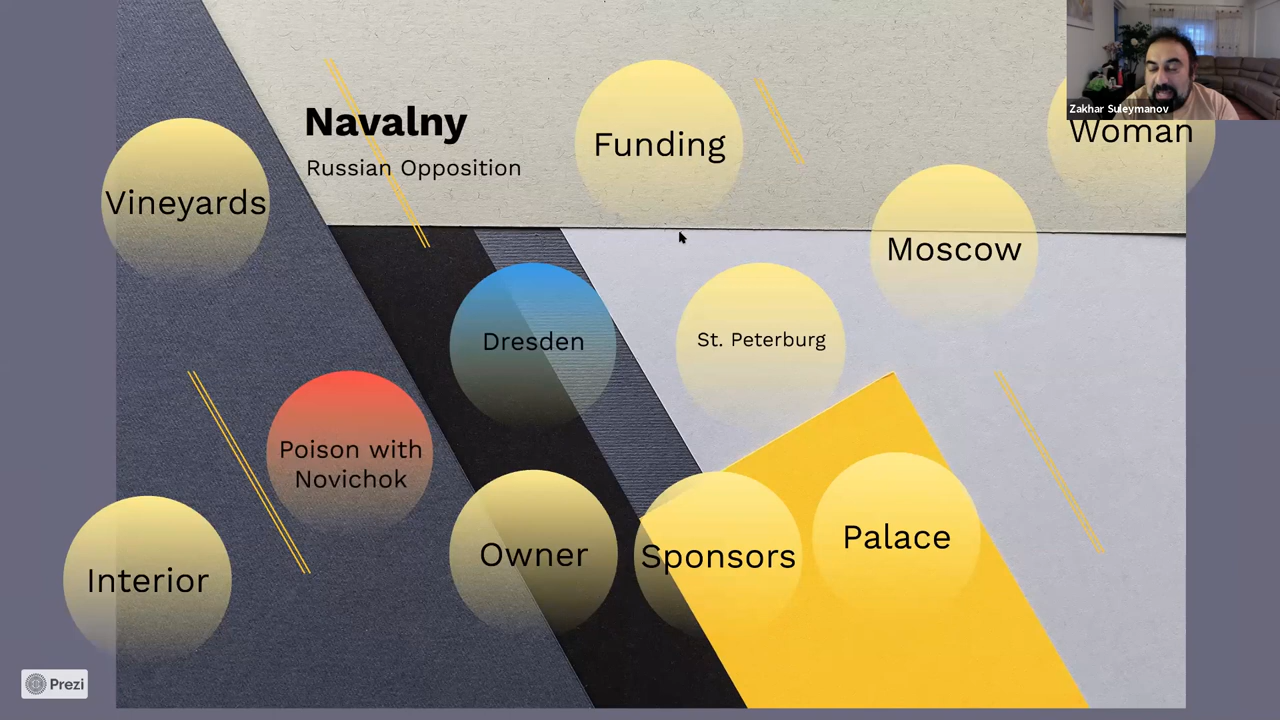 Zakhar Suleymanov
Navalny
Russian Opposition
Funding
Woman
Vineyards
Moscow
Dresden
St. Peterburg
Poison with
Novichok
Interior
Owner
Sponsors
Palace
Prezi